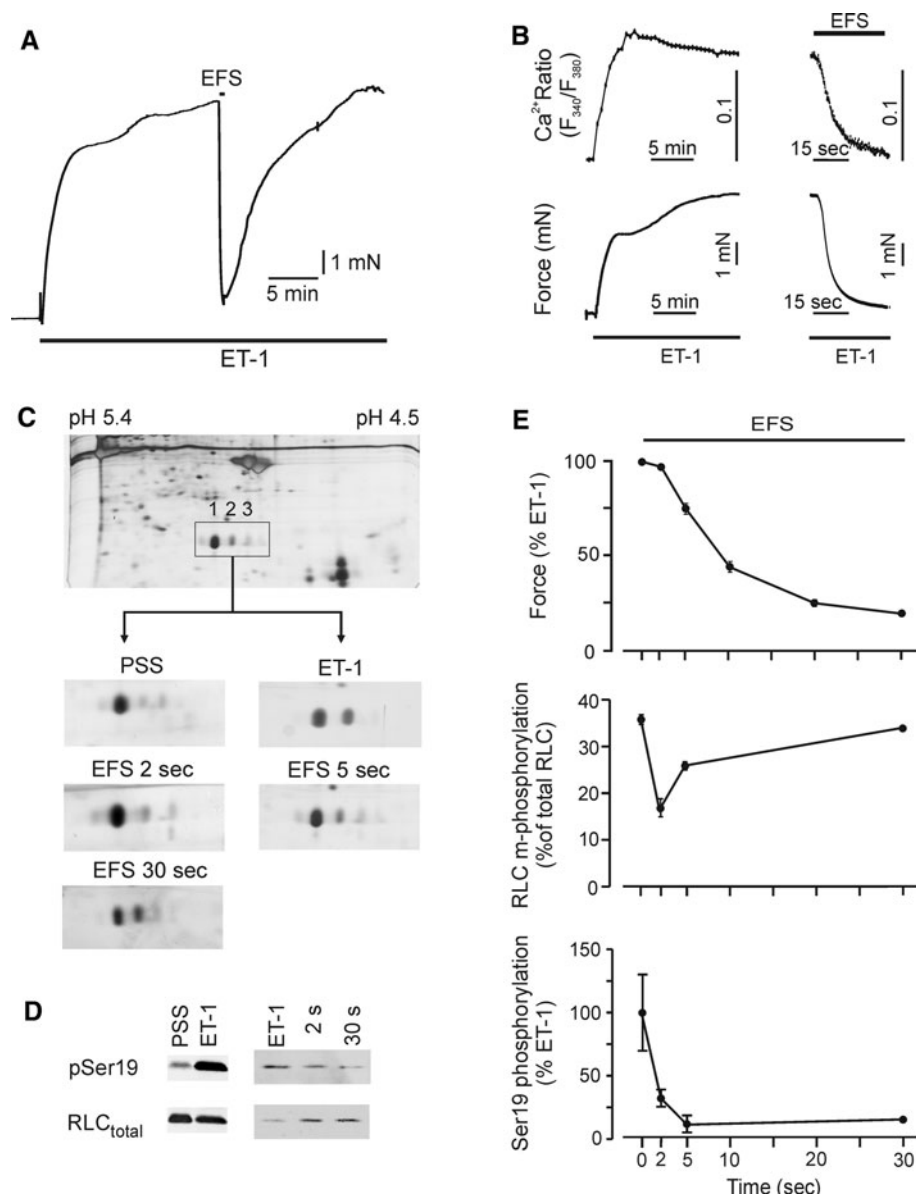 A
EFS
1 mN
5 min
ET-1
B
EFS
Ca2+Ratio
(F340/F380)
0.1
0.1
5 min
15 sec
Force (mN)
1 mN
1 mN
5 min
15 sec
ET-1
ET-1
C
pH 5.4
pH 4.5
1 2 3
PSS
ET-1
EFS 2 sec
EFS 5 sec
EFS 30 sec
D
PSS
ET-1
ET-1
2 s
30 s
pSer19
RLCtotal
E
EFS
Force (% ET-1)
100
50
0
RLC m-phosphorylation
(%of total RLC)
40
30
20
10
0
Ser19 phosphorylation
(% ET-1)
150
100
50
0
0 2 5 10 20 30
Time (sec)